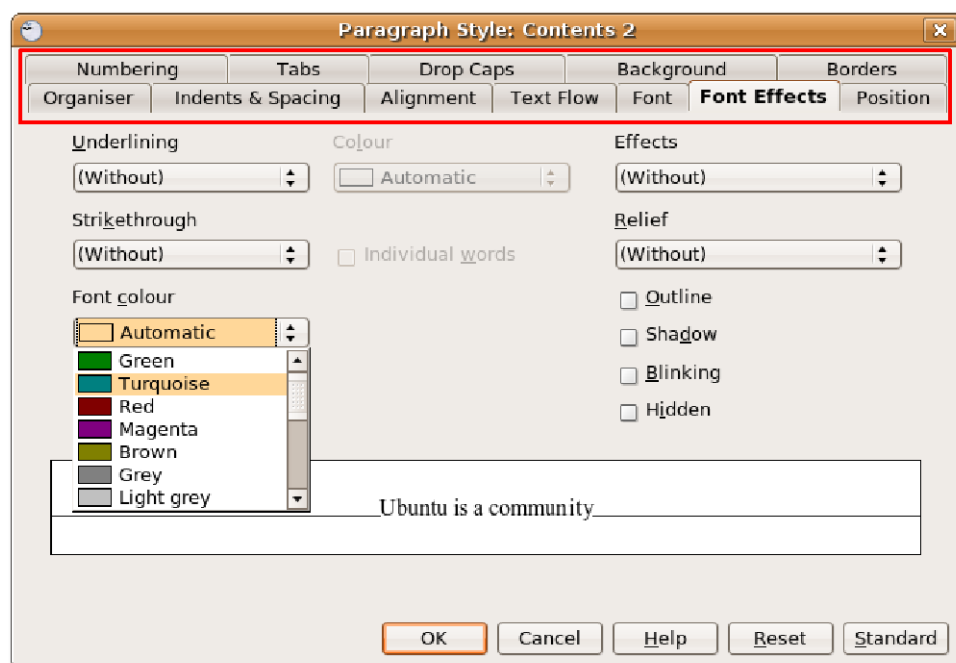 Paragraph Style: Contents 2
Numbering Tabs Drop Caps Background Borders
Organiser Indents & Spacing Alignment Text Flow Font Font Effects Position
Underlining Colour Effects
(Without) Automatic (Without)
Strikethrough Relief
(Without) Individual words (Without)
Font colour Outline
Automatic Shadow
Green
Turquoise Blinking
Red Hidden
Magenta
Brown
Grey
Light grey
Ubuntu is a community
OK Cancel Help Reset Standard